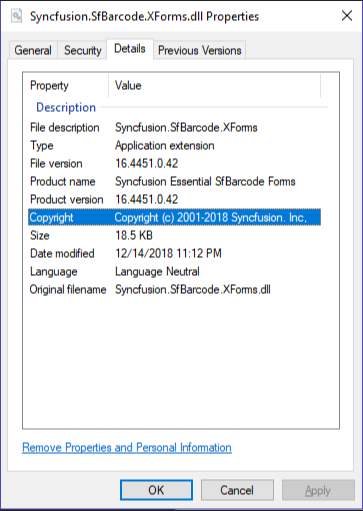 Syncfusion.SfBarcode.XForms.dll Properties
General Security Details Previous Versions
Property Value
Description
File description Syncfusion.SfBarcode.XForms
Type Application extension
File version 16.4451.0.42
Product name Syncfusion Essential SfBarcode Forms
Product version 16.4451.0.42
Copyright Copyright (c) 2001-2018 Syncfusion. Inc,
Size 18.5 KB
Date modified 12/14/2018 11:12 PM
Language Language Neutral
Original filename Syncfusion.SfBarcode.XForms.dll
Remove Properties and Personal Information
OK Cancel Apply